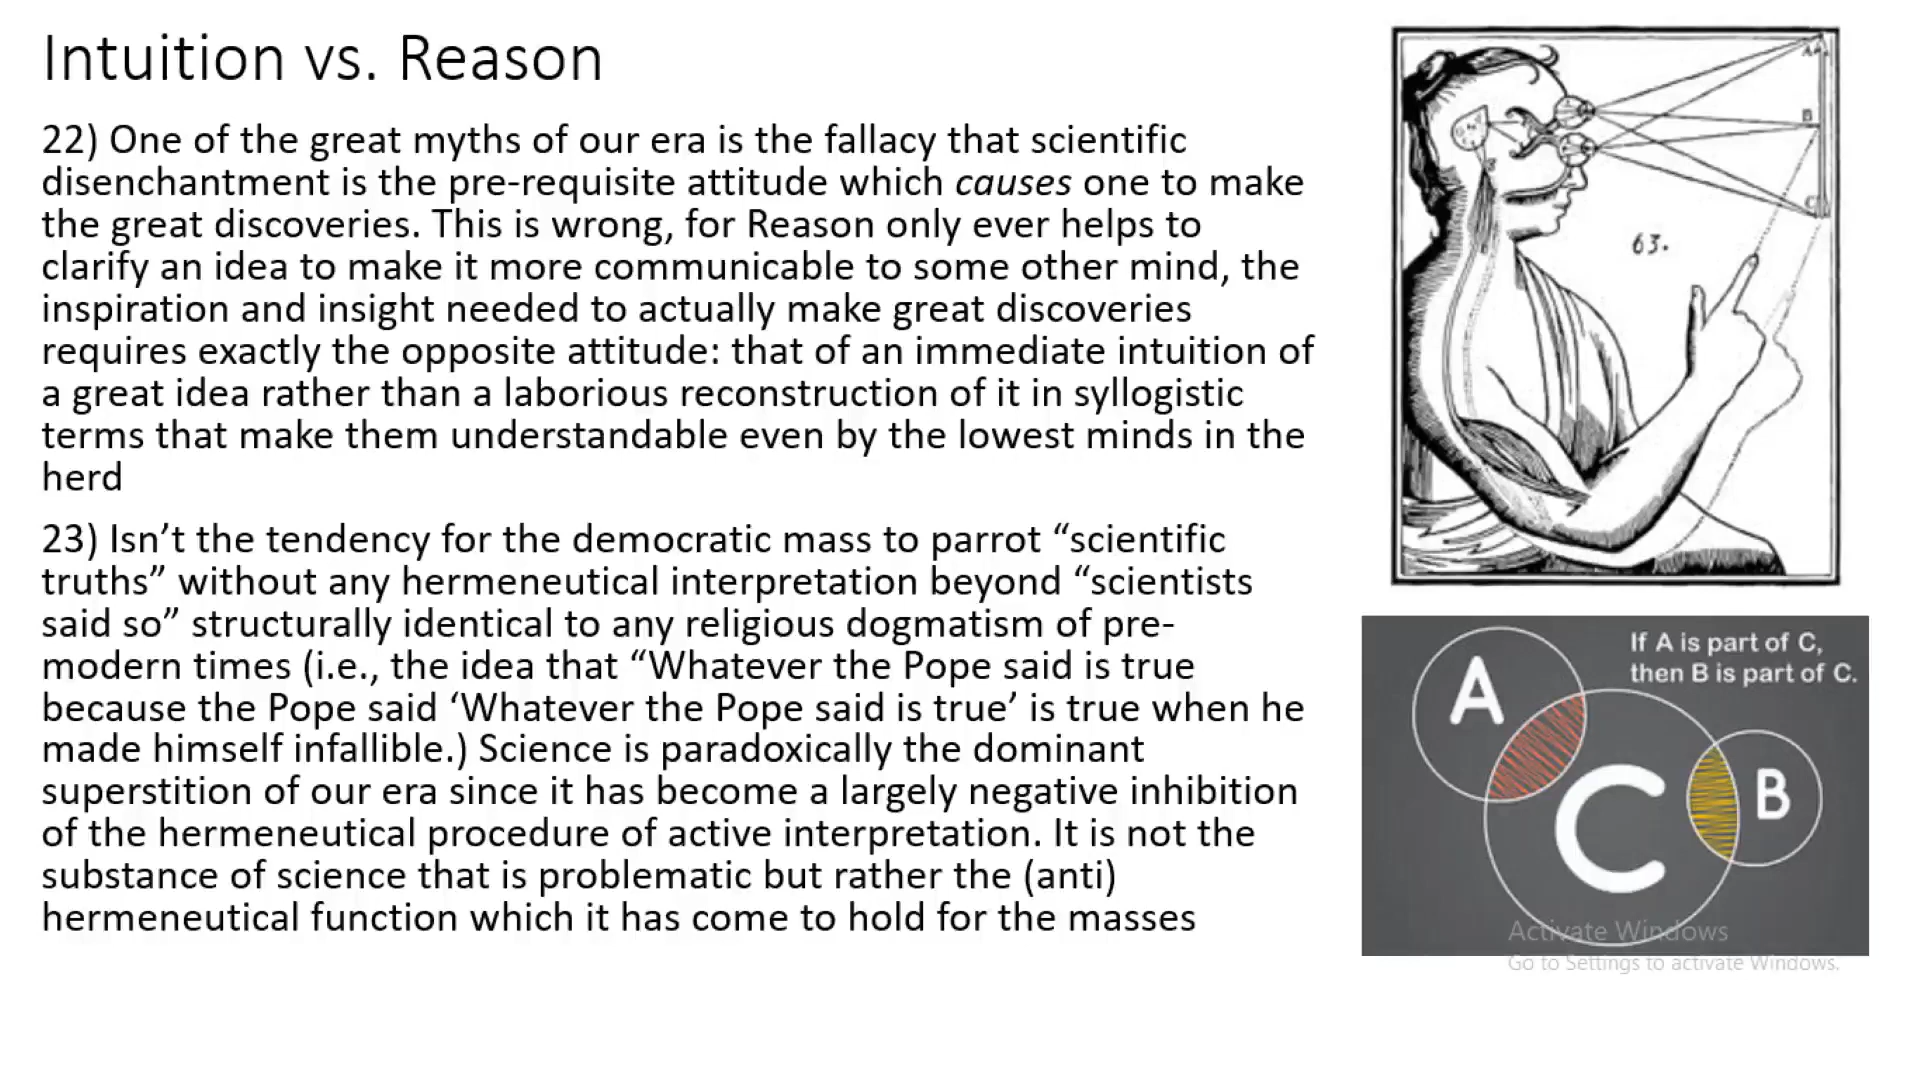 Intuition vs. Reason
22) One of the great myths of our era is the fallacy that scientific
disenchantment is the pre-requisite attitude which causes one to make
the great discoveries. This is wrong, for Reason only ever helps to
clarify an idea to make it more communicable to some other mind, the
inspiration and insight needed to actually make great discoveries
requires exactly the opposite attitude: that of an immediate intuition of
a great idea rather than a laborious reconstruction of it in syllogistic
terms that make them understandable even by the lowest minds in the
herd
23) Isn’t the tendency for the democratic mass to parrot “scientific
truths” without any hermeneutical interpretation beyond “scientists
said so” structurally identical to any religious dogmatism of pre-
modern times (i.e., the idea that “Whatever the Pope said is true
because the Pope said ‘Whatever the Pope said is true’ is true when he
made himself infallible.) Science is paradoxically the dominant
superstition of our era since it has become a largely negative inhibition
of the hermeneutical procedure of active interpretation. It is not the
substance of science that is problematic but rather the (anti)
hermeneutical function which it has come to hold for the masses
A
B
C
63.
If A is part of C,
then B is part of C.
A
C
B
Activate Windows
Go to Settings to activate Windows.